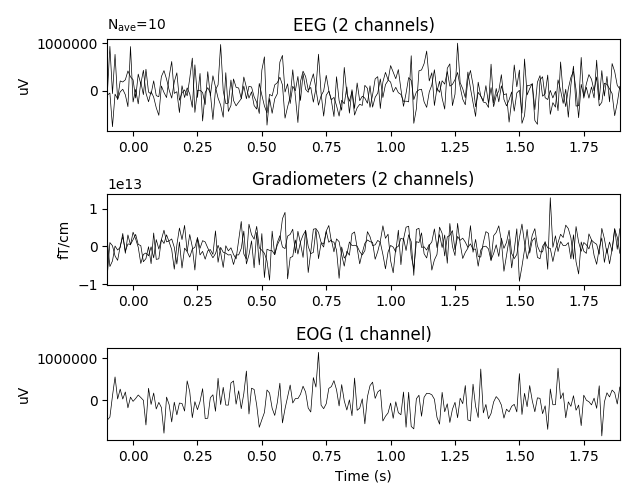 N_ave=10
EEG (2 channels)
1000000
0
uV
0.00 0.25 0.50 0.75 1.00 1.25 1.50 1.75
1e13
Gradiometers (2 channels)
1
0
−1
fT/cm
0.00 0.25 0.50 0.75 1.00 1.25 1.50 1.75
EOG (1 channel)
1000000
0
uV
0.00 0.25 0.50 0.75 1.00 1.25 1.50 1.75
Time (s)